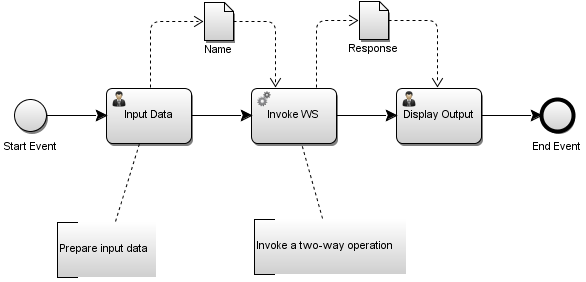 Name
Response
Input Data
Invoke WS
Display Output
Start Event
End Event
Prepare input data
Invoke a two-way operation